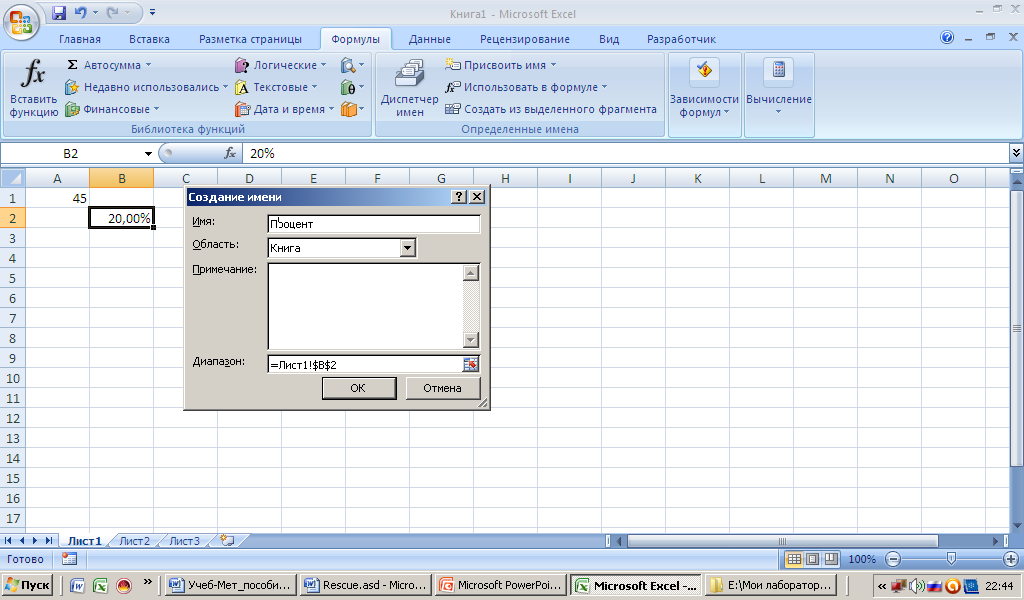 Книга1 - Microsoft Excel
Главная Вставка Разметка страницы Формулы Данные Рецензирование Вид Разработчик
fx Вставить функцию
Σ Автосумма
Недавно использовались
Финансовые
Логические
Текстовые
Дата и время
Библиотека функций
Диспетчер имен
Присвоить имя
Использовать в формуле
Создать из выделенного фрагмента
Определенные имена
Зависимости формул
Вычисление
B2 fx 20%
A B C D E F G H I J K L M N O
1 45
2 20,00%
3
4
5
6
7
8
9
10
11
12
13
14
15
16
17
Создание имени ?
Имя: Процент
Область: Книга
Примечание:
Диапазон: =Лист1!$B$2
ОК Отмена
Лист1 Лист2 Лист3
Готово 100%
Пуск » Учеб-Мет_пособи... Rescue.asd - Micro... Microsoft PowerPoi... Microsoft Excel -... E:\Мои лаборатор... « 22:44